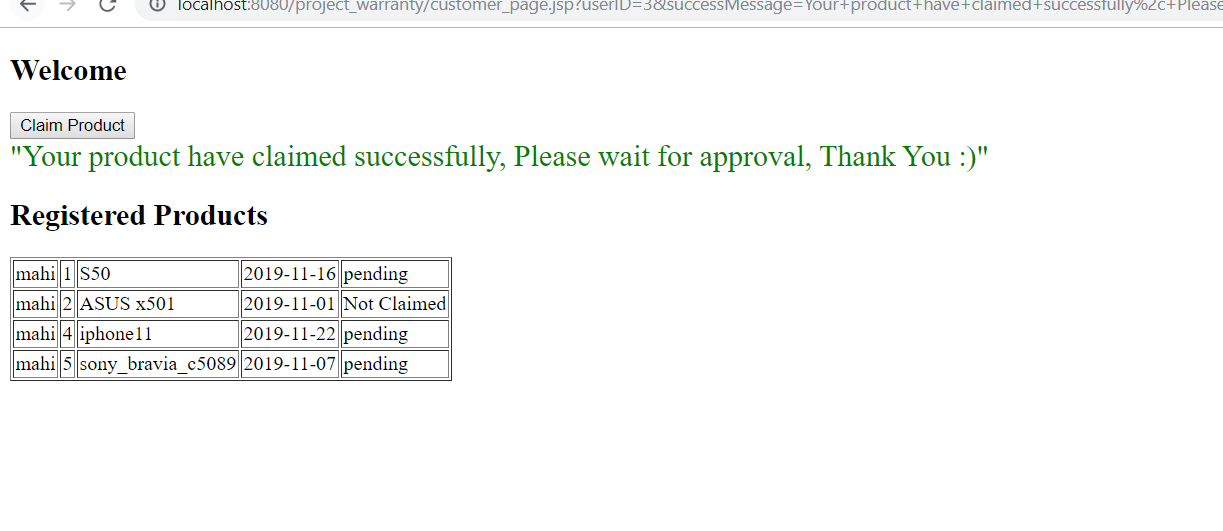 localhost:8080/project_warranty/customer_page.jsp?userID=3&successMessage=Your+product+have+claimed+successfully%2c+Please
Welcome
Claim Product
"Your product have claimed successfully, Please wait for approval, Thank You :)"
Registered Products
mahi 1 S50 2019-11-16 pending
mahi 2 ASUS x501 2019-11-01 Not Claimed
mahi 4 iphone11 2019-11-22 pending
mahi 5 sony_bravia_c5089 2019-11-07 pending